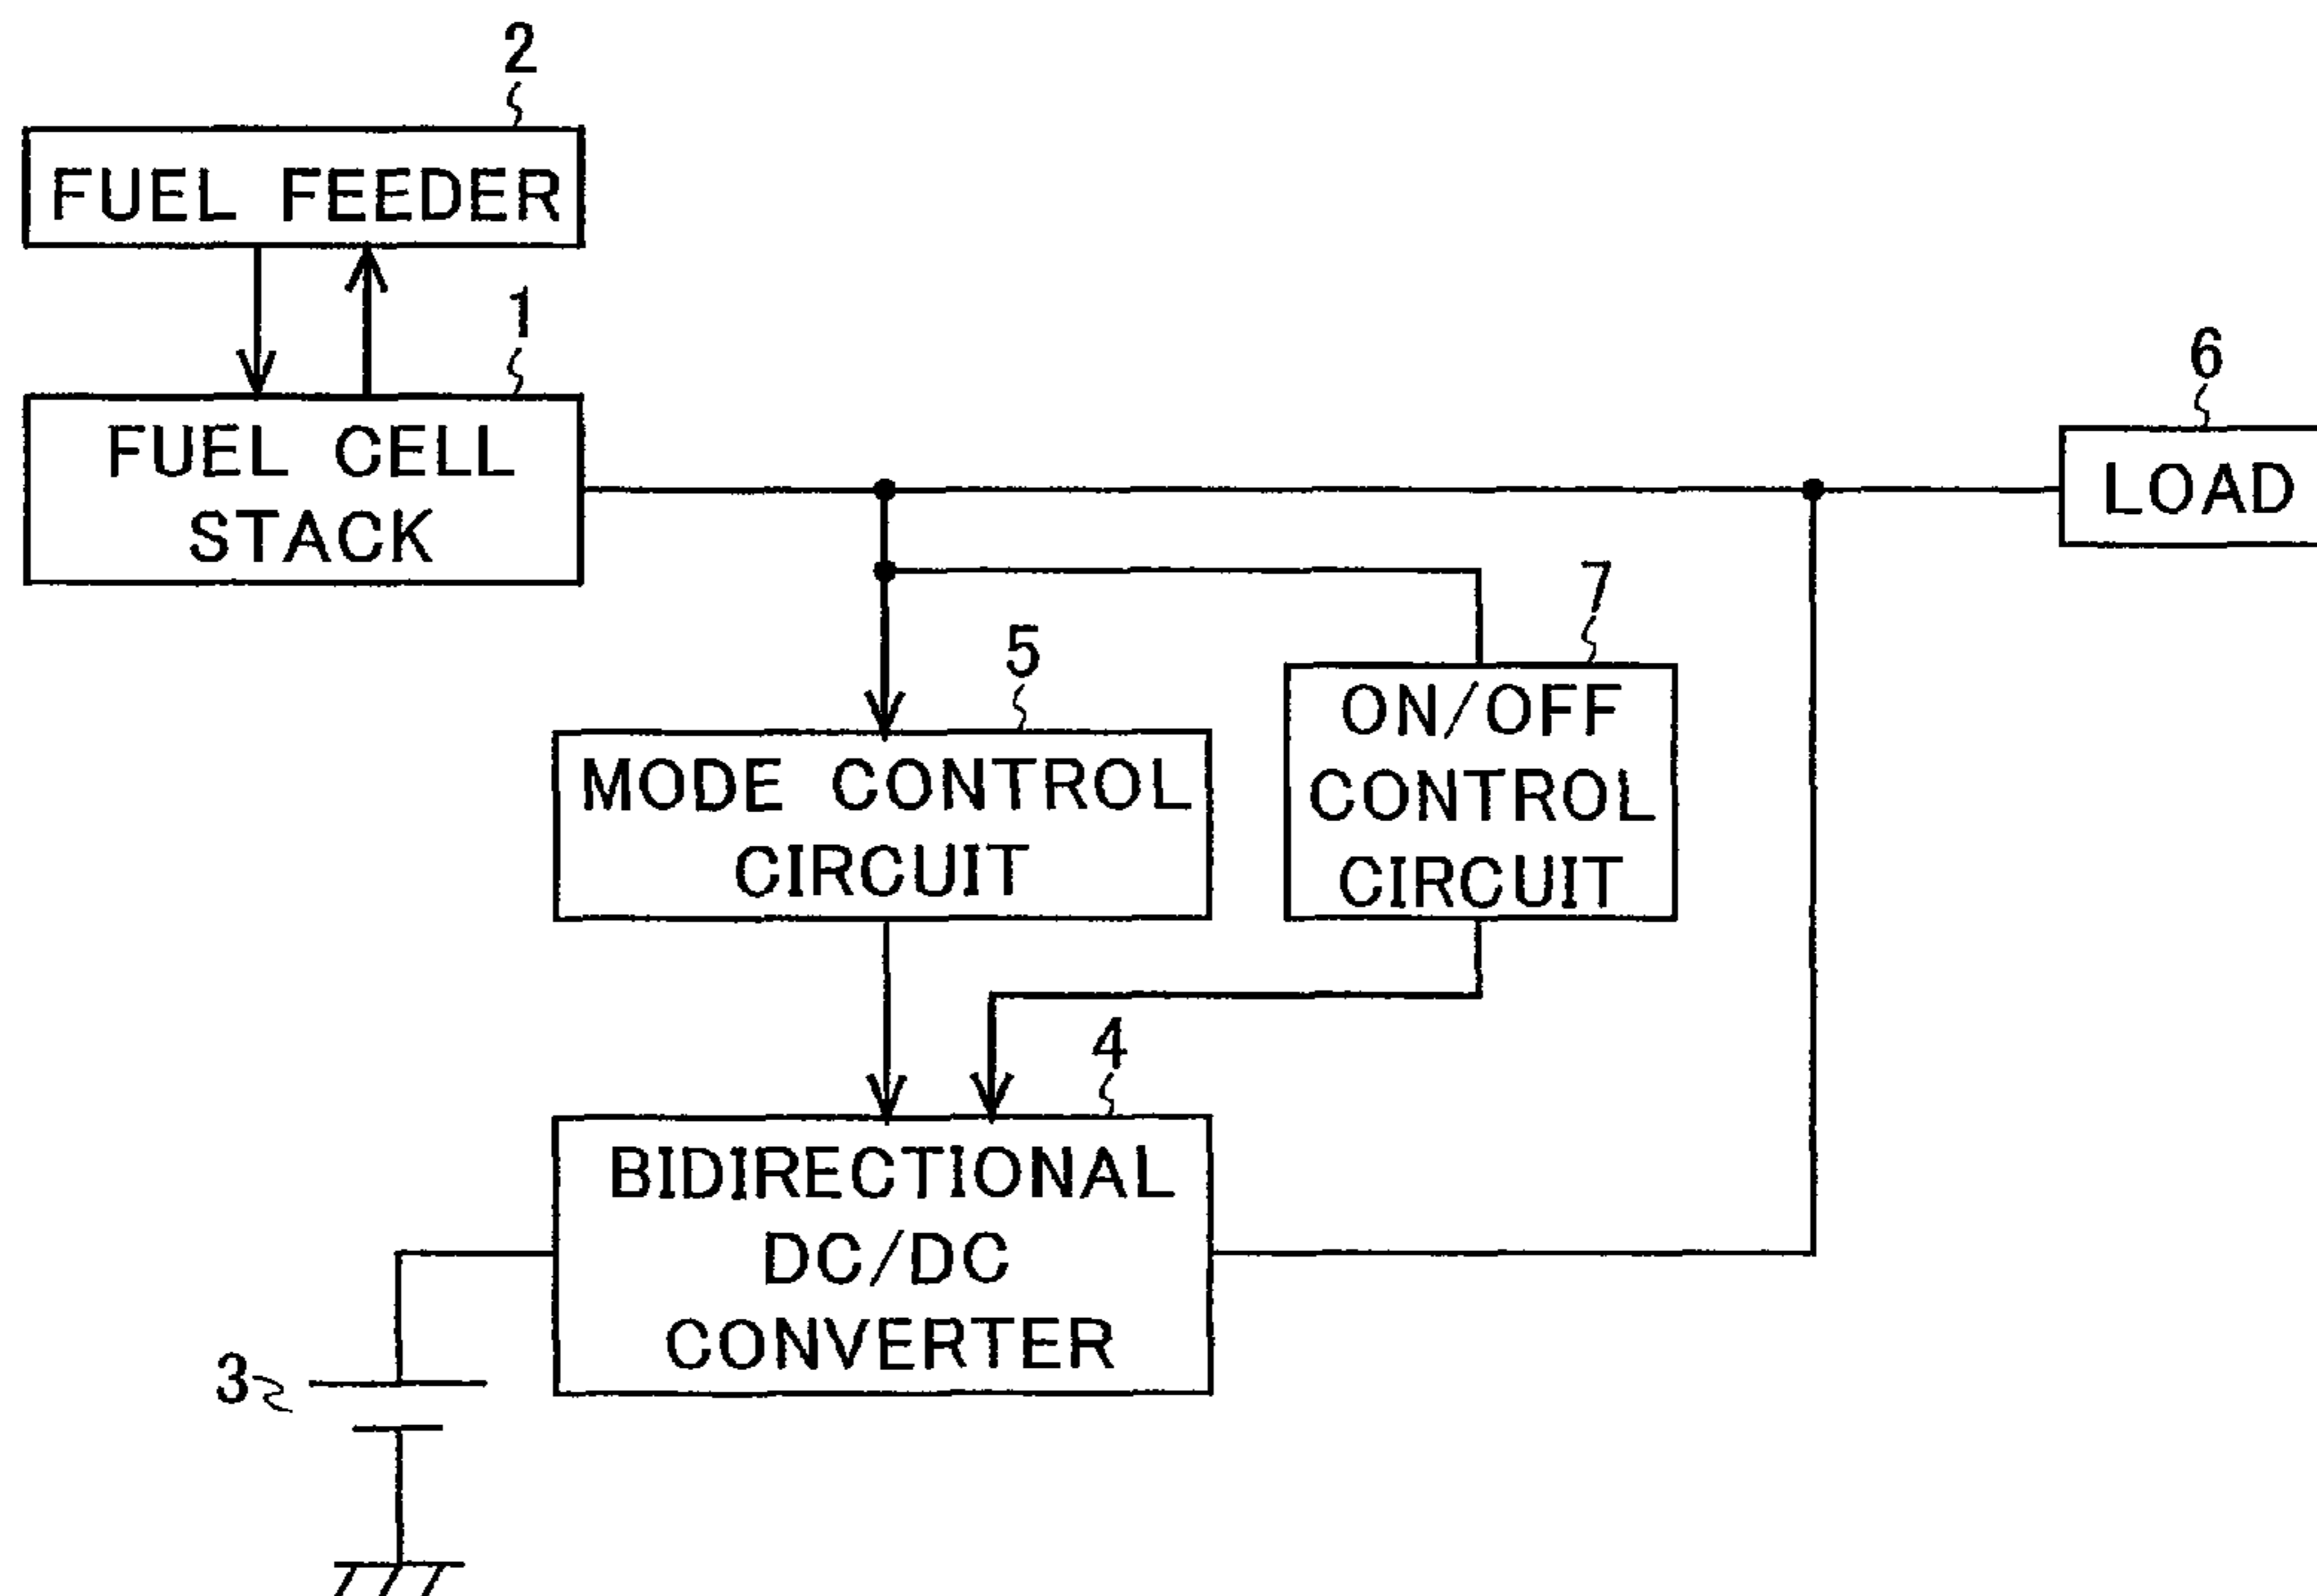 2
FUEL FEEDER
1
FUEL CELL
STACK
6
LOAD
7
ON/OFF
CONTROL
CIRCUIT
5
MODE CONTROL
CIRCUIT
4
BIDIRECTIONAL
DC/DC
CONVERTER
3